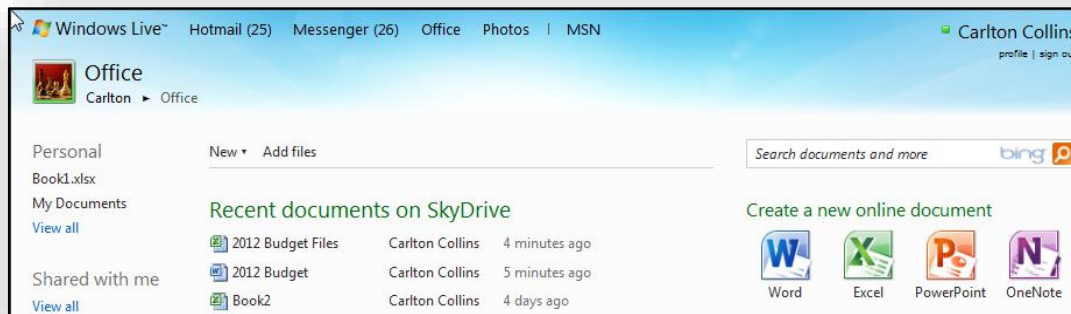 Windows Live™ Hotmail (25) Messenger (26) Office Photos | MSN
Carlton Collins
profile | sign ou
Office
Carlton ▸ Office
Personal
Book1.xlsx
My Documents
View all
Shared with me
View all
New ▾ Add files
Recent documents on SkyDrive
2012 Budget Files Carlton Collins 4 minutes ago
2012 Budget Carlton Collins 5 minutes ago
Book2 Carlton Collins 4 days ago
Search documents and more bing
Create a new online document
Word Excel PowerPoint OneNote